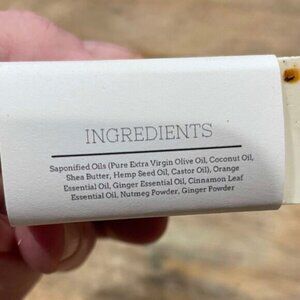 INGREDIENTS
Saponified Oils (Pure Extra Virgin Olive Oil, Coconut Oil,
Shea Butter, Hemp Seed Oil, Castor Oil), Orange
Essential Oil, Ginger Essential Oil, Cinnamon Leaf
Essential Oil, Nutmeg Powder, Ginger Powder